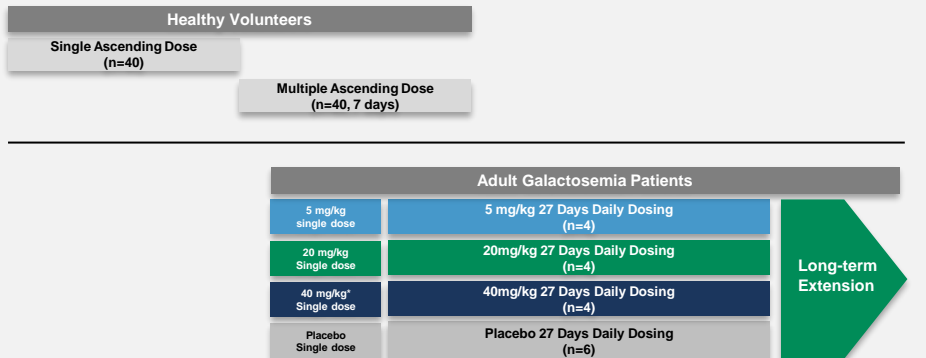 Healthy Volunteers
Single Ascending Dose
(n=40)
Multiple Ascending Dose
(n=40, 7 days)
Adult Galactosemia Patients
5 mg/kg
single dose
5 mg/kg 27 Days Daily Dosing
(n=4)
20 mg/kg
Single dose
20mg/kg 27 Days Daily Dosing
(n=4)
40 mg/kg*
Single dose
40mg/kg 27 Days Daily Dosing
(n=4)
Placebo
Single dose
Placebo 27 Days Daily Dosing
(n=6)
Long-term
Extension